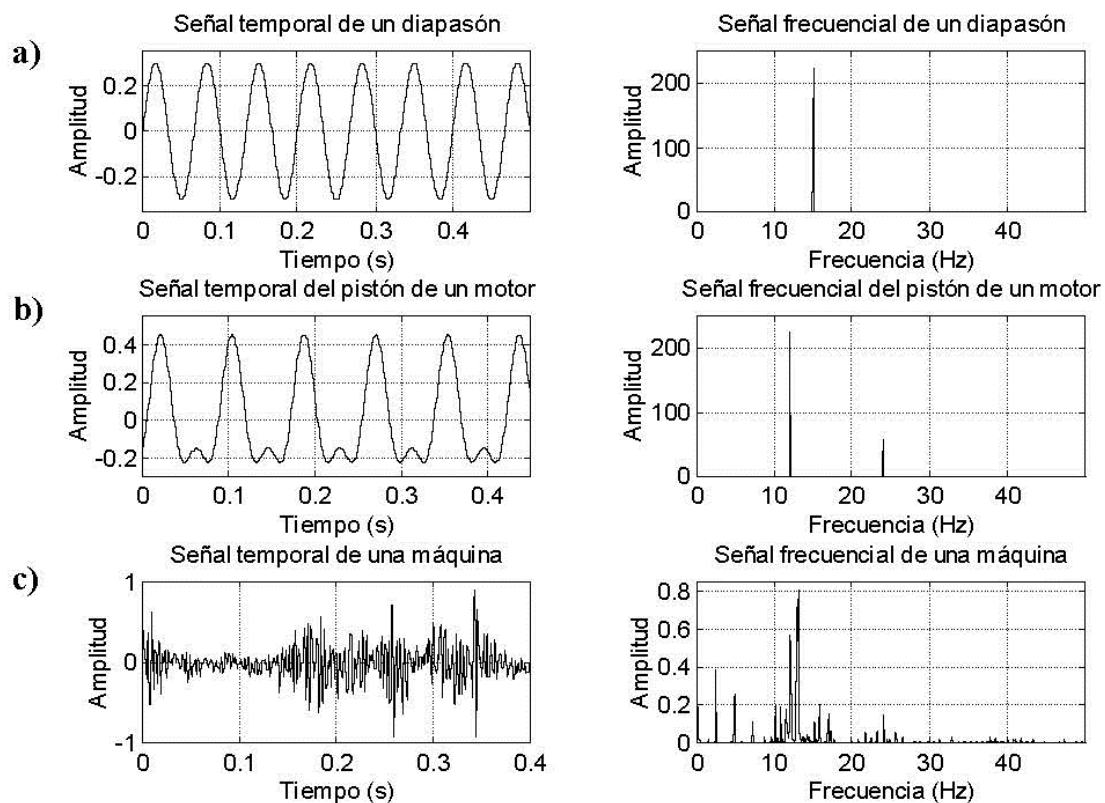 a)
Señal temporal de un diapasón
Amplitud
0.2
0
-0.2
0 0.1 0.2 0.3 0.4
Tiempo (s)
Señal frecuencial de un diapasón
Amplitud
200
100
0
0 10 20 30 40
Frecuencia (Hz)
b)
Señal temporal del pistón de un motor
Amplitud
0.4
0.2
0
-0.2
0 0.1 0.2 0.3 0.4
Tiempo (s)
Señal frecuencial del pistón de un motor
Amplitud
200
100
0
0 10 20 30 40
Frecuencia (Hz)
c)
Señal temporal de una máquina
Amplitud
1
0
-1
0 0.1 0.2 0.3 0.4
Tiempo (s)
Señal frecuencial de una máquina
Amplitud
0.8
0.6
0.4
0.2
0
0 10 20 30 40
Frecuencia (Hz)